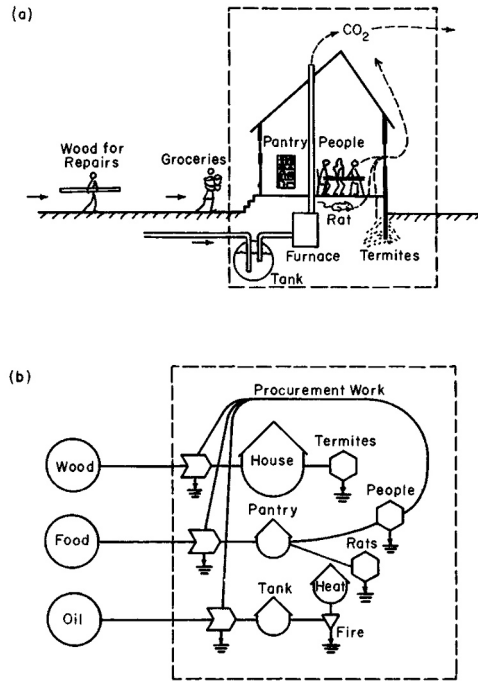 (a)
CO2
Wood for
Repairs
Groceries
Pantry
People
Rat
Furnace
Termites
Tank
(b)
Procurement Work
Wood
House
Termites
People
Food
Pantry
Rats
Oil
Tank
Heat
Fire